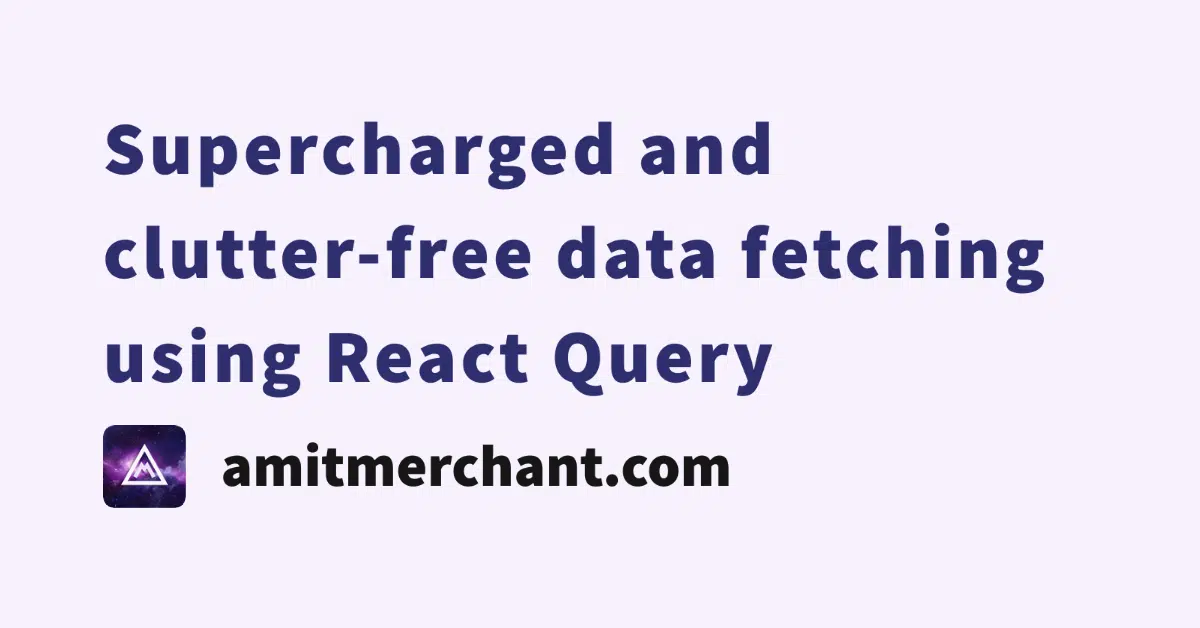 Supercharged and
clutter-free data fetching
using React Query
amitmerchant.com